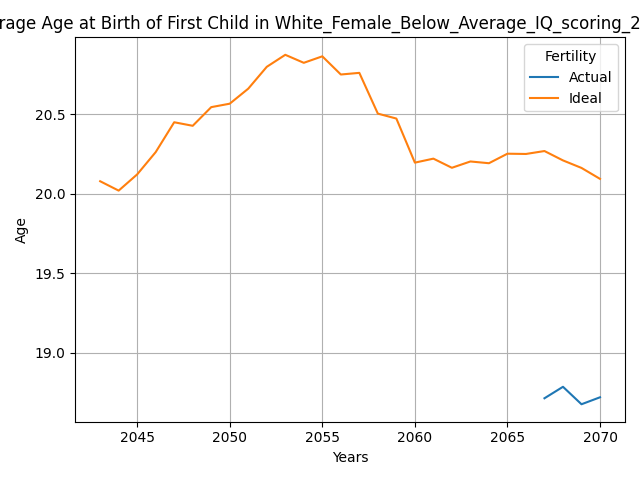 rage Age at Birth of First Child in White_Female_Below_Average_IQ_scoring_2
Fertility
Actual
Ideal
20.5
20.0
19.5
19.0
Age
2045 2050 2055 2060 2065 2070
Years